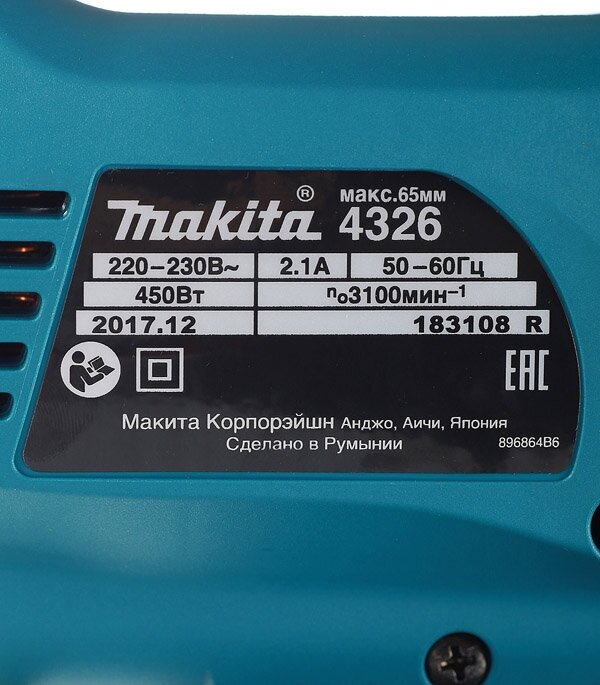 макс.65мм
makita ® 4326
220–230В~ 2.1А 50–60Гц
450Вт n₀3100мин⁻¹
2017.12 183108 R
EAC
Макита Корпорэйшн Анджо, Аичи, Япония
Сделано в Румынии 896864В6